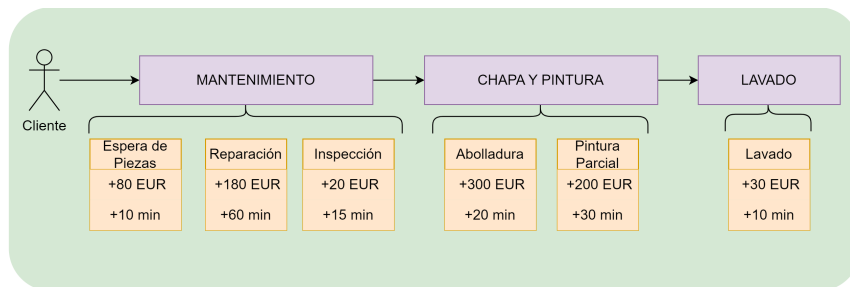 MANTENIMIENTO
CHAPA Y PINTURA
LAVADO
Cliente
Espera de
Piezas
+80 EUR
+10 min
Reparación
+180 EUR
+60 min
Inspección
+20 EUR
+15 min
Abolladura
+300 EUR
+20 min
Pintura
Parcial
+200 EUR
+30 min
Lavado
+30 EUR
+10 min